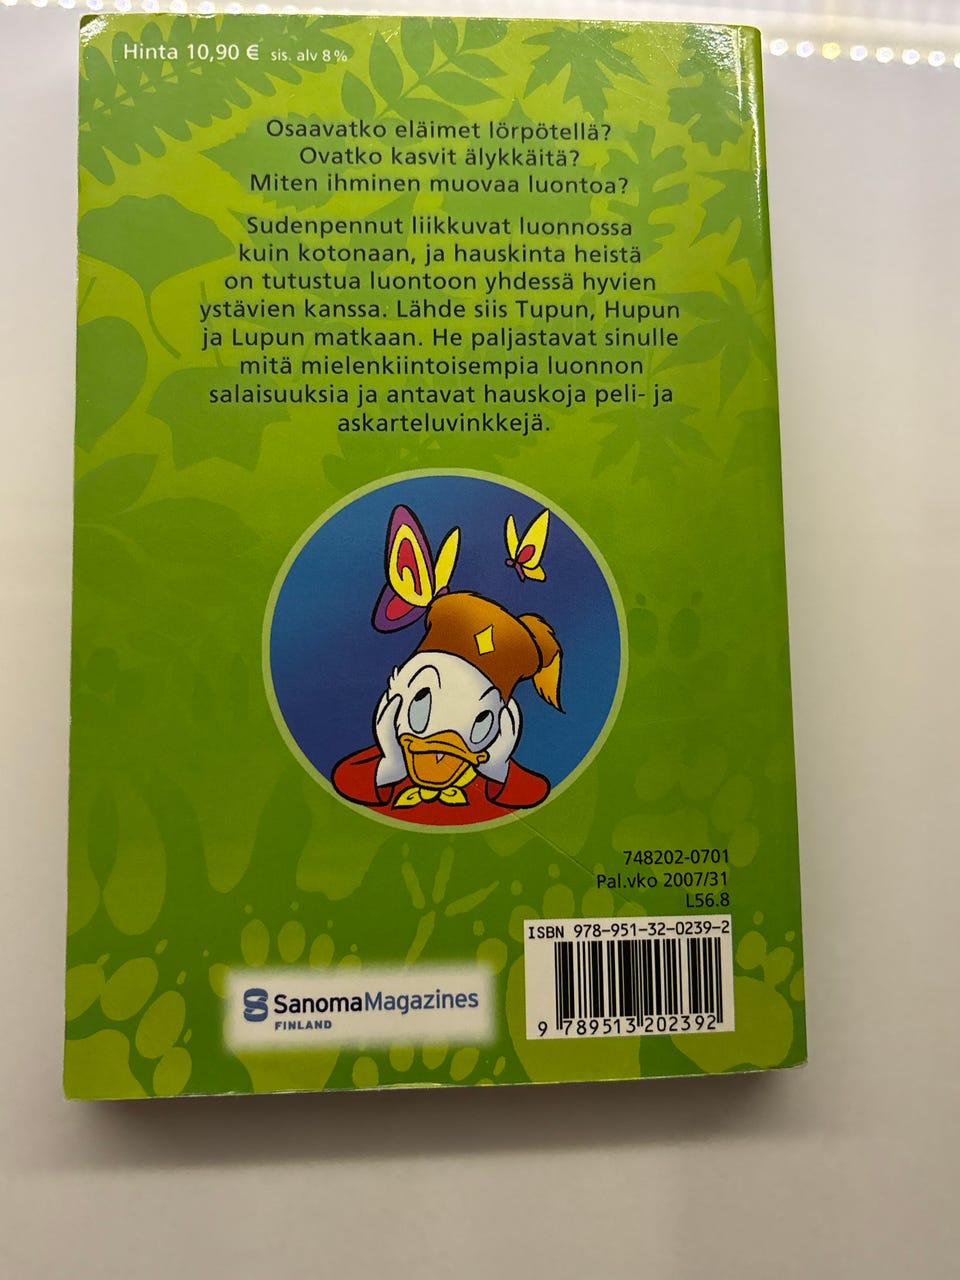 Hinta 10,90 € sis. alv 8 %
Osaavatko eläimet lörpötellä?
Ovatko kasvit älykkäitä?
Miten ihminen muovaa luontoa?
Sudenpennut liikkuvat luonnossa
kuin kotonaan, ja hauskinta heistä
on tutustua luontoon yhdessä hyvien
ystävien kanssa. Lähde siis Tupun, Hupun
ja Lupun matkaan. He paljastavat sinulle
mitä mielenkiintoisempia luonnon
salaisuuksia ja antavat hauskoja peli- ja
askarteluvinkkejä.
748202-0701
Pal.vko 2007/31
L56.8
ISBN 978-951-32-0239-2
9 789513 202392
SanomaMagazines
FINLAND